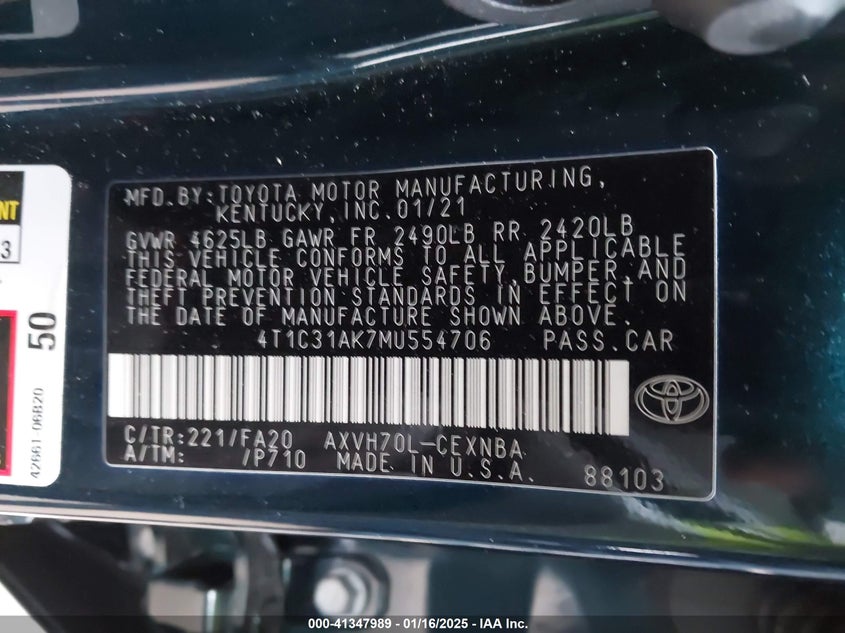 MFD.BY:TOYOTA MOTOR MANUFACTURING,
KENTUCKY,INC.01/21
GVWR 4625LB GAWR FR 2490LB RR 2420LB
THIS VEHICLE CONFORMS TO ALL APPLICABLE
FEDERAL MOTOR VEHICLE SAFETY,BUMPER,AND
THEFT PREVENTION STANDARDS IN EFFECT ON
THE DATE OF MANUFACTURE SHOWN ABOVE.
4T1C31AK7MU554706 PASS.CAR
C/TR:221/FA20 AXVH70L-CEXNBA
A/TM: /P710 MADE IN U.S.A.
88103
50
42661-06B20
000-41347989 - 01/16/2025 - IAA Inc.